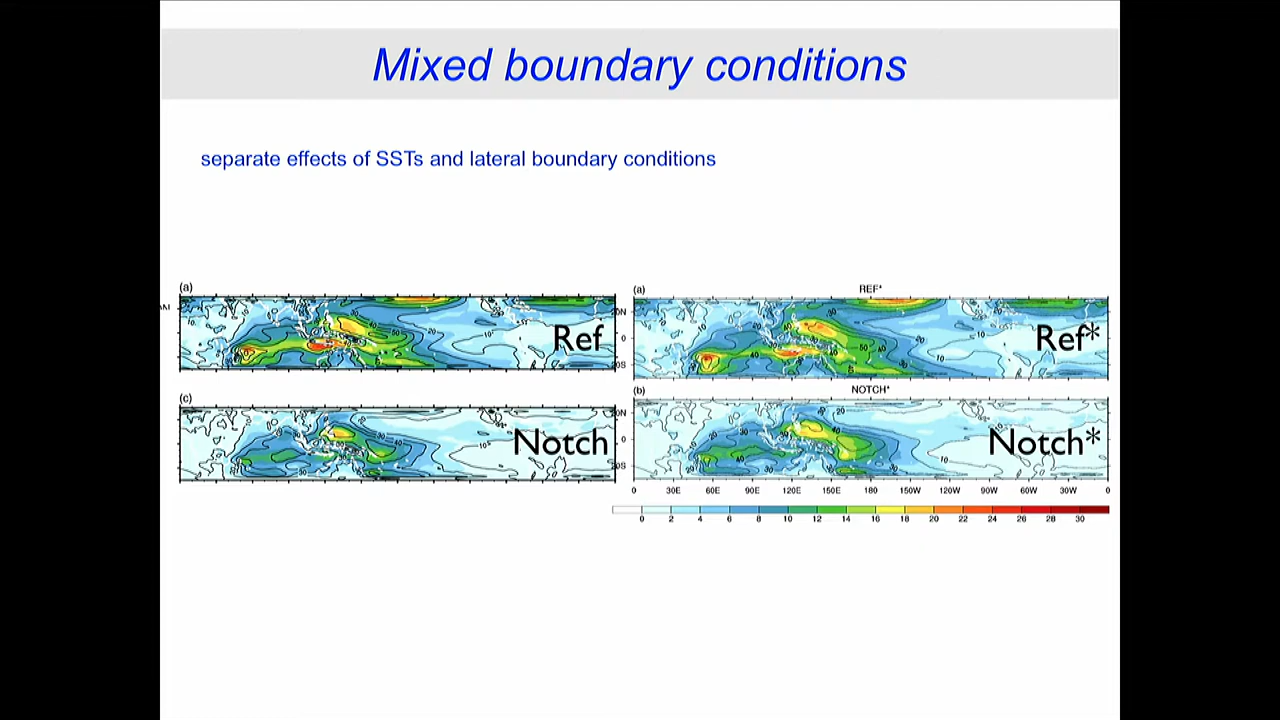 Mixed boundary conditions
separate effects of SSTs and lateral boundary conditions
(a)
Ref
(a)
REF*
Ref*
(c)
Notch
(b)
NOTCH*
Notch*
0 30E 60E 90E 120E 150E 180 150W 120W 90W 60W 30W 0
0 2 4 6 8 10 12 14 16 18 20 22 24 26 28 30